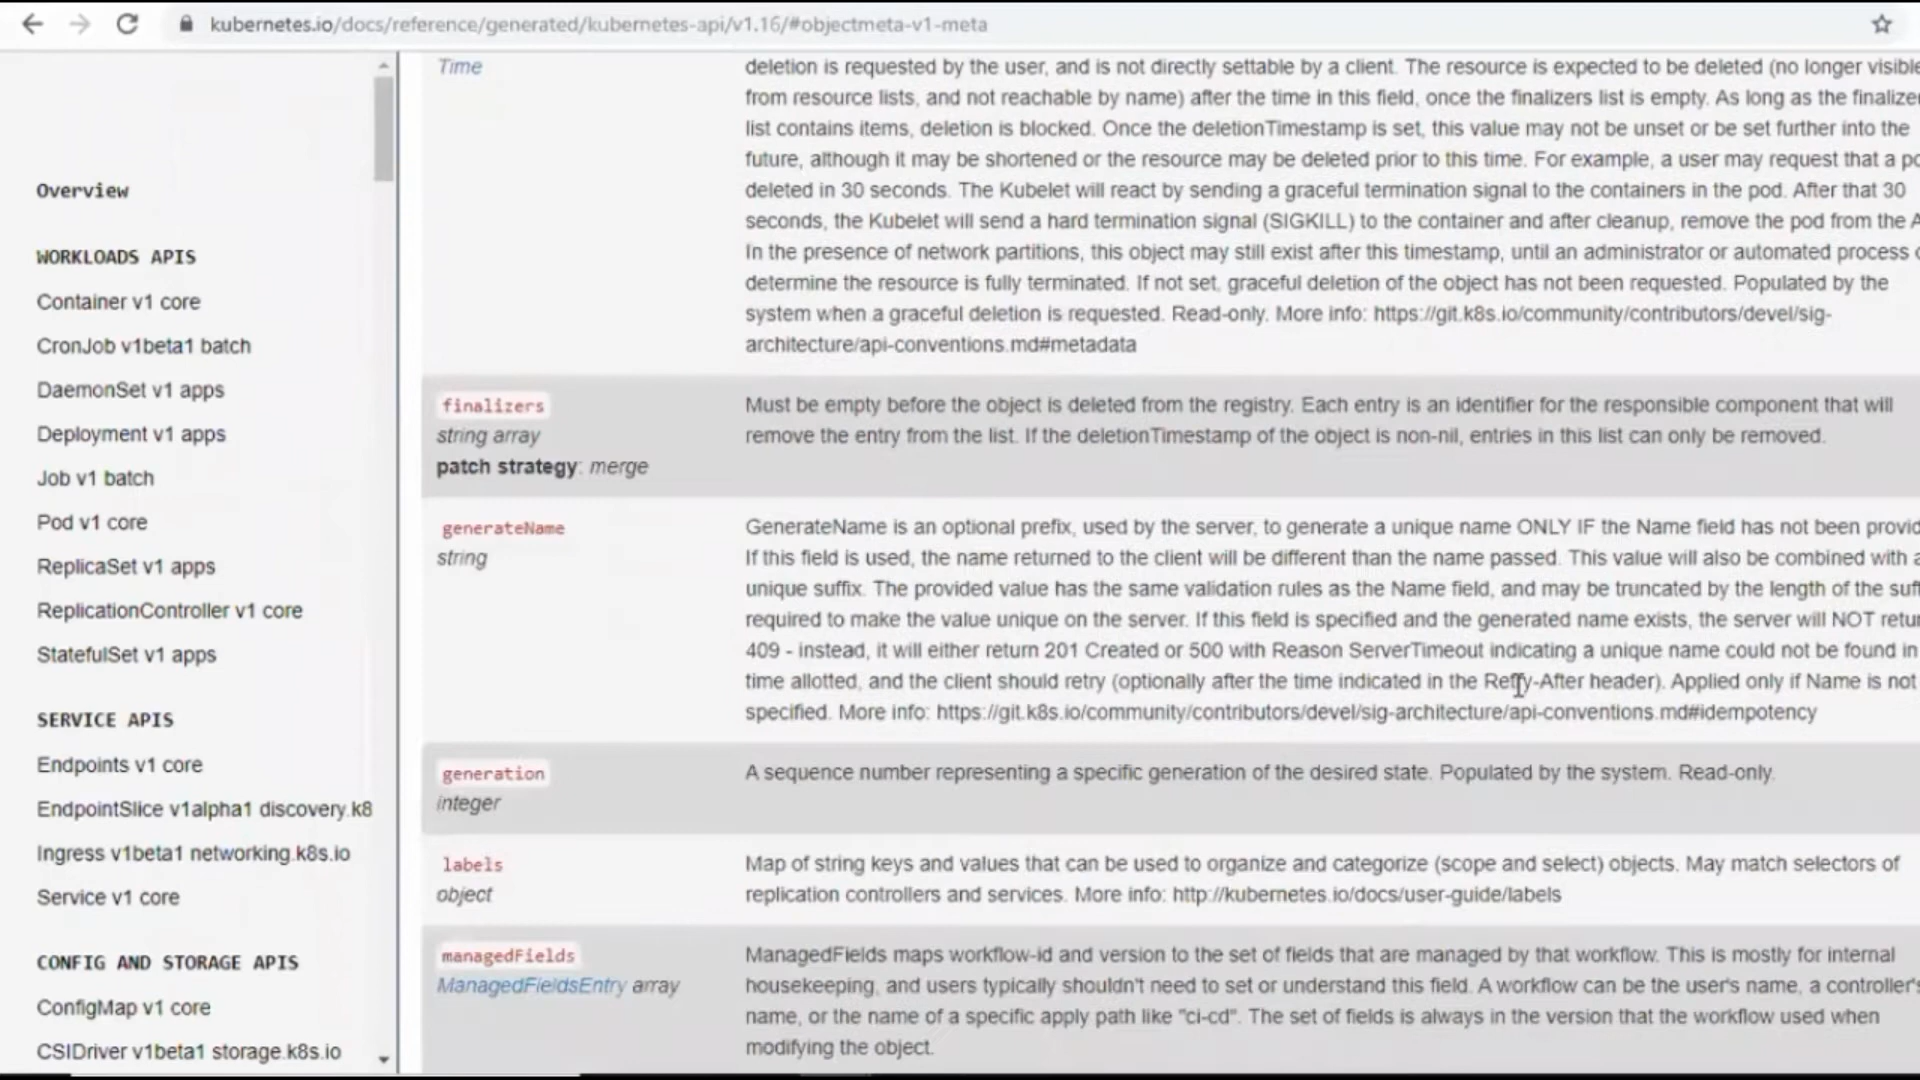 kubernetes.io/docs/reference/generated/kubernetes-api/v1.16/#objectmeta-v1-meta
Overview
WORKLOADS APIS
Container v1 core
CronJob v1beta1 batch
DaemonSet v1 apps
Deployment v1 apps
Job v1 batch
Pod v1 core
ReplicaSet v1 apps
ReplicationController v1 core
StatefulSet v1 apps
SERVICE APIS
Endpoints v1 core
EndpointSlice v1alpha1 discovery.k8
Ingress v1beta1 networking.k8s.io
Service v1 core
CONFIG AND STORAGE APIS
ConfigMap v1 core
CSIDriver v1beta1 storage.k8s.io
Time
deletion is requested by the user, and is not directly settable by a client. The resource is expected to be deleted (no longer visible
from resource lists, and not reachable by name) after the time in this field, once the finalizers list is empty. As long as the finalizer
list contains items, deletion is blocked. Once the deletionTimestamp is set, this value may not be unset or be set further into the
future, although it may be shortened or the resource may be deleted prior to this time. For example, a user may request that a po
deleted in 30 seconds. The Kubelet will react by sending a graceful termination signal to the containers in the pod. After that 30
seconds, the Kubelet will send a hard termination signal (SIGKILL) to the container and after cleanup, remove the pod from the A
In the presence of network partitions, this object may still exist after this timestamp, until an administrator or automated process c
determine the resource is fully terminated. If not set, graceful deletion of the object has not been requested. Populated by the
system when a graceful deletion is requested. Read-only. More info: https://git.k8s.io/community/contributors/devel/sig-
architecture/api-conventions.md#metadata
finalizers
string array
patch strategy: merge
Must be empty before the object is deleted from the registry. Each entry is an identifier for the responsible component that will
remove the entry from the list. If the deletionTimestamp of the object is non-nil, entries in this list can only be removed.
generateName
string
GenerateName is an optional prefix, used by the server, to generate a unique name ONLY IF the Name field has not been provid
If this field is used, the name returned to the client will be different than the name passed. This value will also be combined with a
unique suffix. The provided value has the same validation rules as the Name field, and may be truncated by the length of the suff
required to make the value unique on the server. If this field is specified and the generated name exists, the server will NOT retur
409 - instead, it will either return 201 Created or 500 with Reason ServerTimeout indicating a unique name could not be found in
time allotted, and the client should retry (optionally after the time indicated in the Retry-After header). Applied only if Name is not
specified. More info: https://git.k8s.io/community/contributors/devel/sig-architecture/api-conventions.md#idempotency
generation
integer
A sequence number representing a specific generation of the desired state. Populated by the system. Read-only.
labels
object
Map of string keys and values that can be used to organize and categorize (scope and select) objects. May match selectors of
replication controllers and services. More info: http://kubernetes.io/docs/user-guide/labels
managedFields
ManagedFieldsEntry array
ManagedFields maps workflow-id and version to the set of fields that are managed by that workflow. This is mostly for internal
housekeeping, and users typically shouldn't need to set or understand this field. A workflow can be the user's name, a controller's
name, or the name of a specific apply path like "ci-cd". The set of fields is always in the version that the workflow used when
modifying the object.